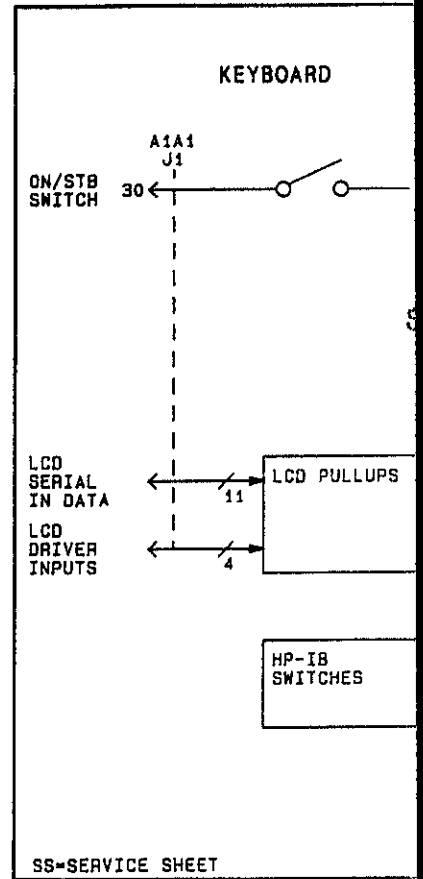 KEYBOARD
A1A1
J1
ON/STB
SWITCH
30
LCD
SERIAL
IN DATA
11
LCD PULLUPS
LCD
DRIVER
INPUTS
4
HP-IB
SWITCHES
SS=SERVICE SHEET